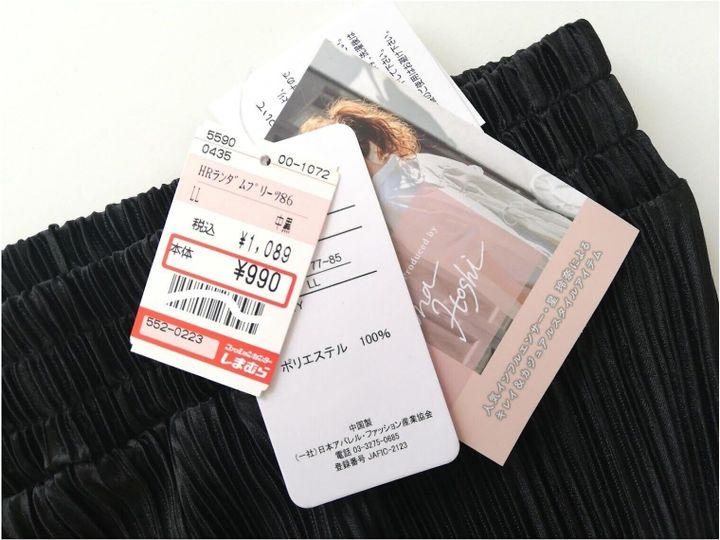 5590
0435
00-1072
HRランダムプリーツ86
LL
中黒
税込 ¥1,089
本体 ¥990
552-0223
ファッションセンター
しまむら
77-85
LL
ポリエステル 100%
中国製
(一社)日本アパレル・ファッション産業協会
電話 03-3275-0685
登録番号 JAFIC-2123
roduced by
Hoshi
人気インフルエンサー・星 玲奈による
キレイ&カジュアルスタイルアイテム